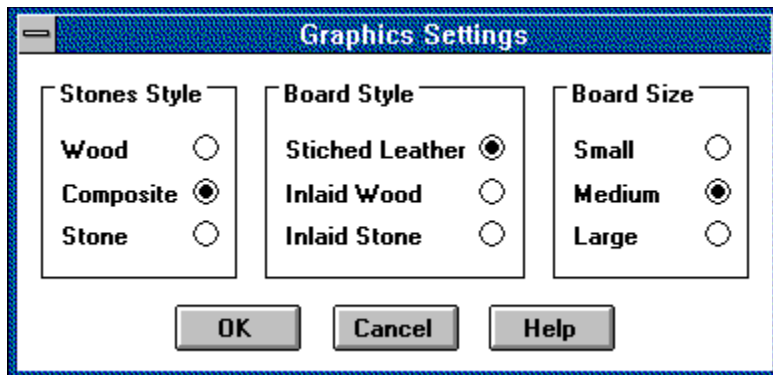 Graphics Settings
Stones Style
Wood
Composite
Stone
Board Style
Stiched Leather
Inlaid Wood
Inlaid Stone
Board Size
Small
Medium
Large
OK
Cancel
Help